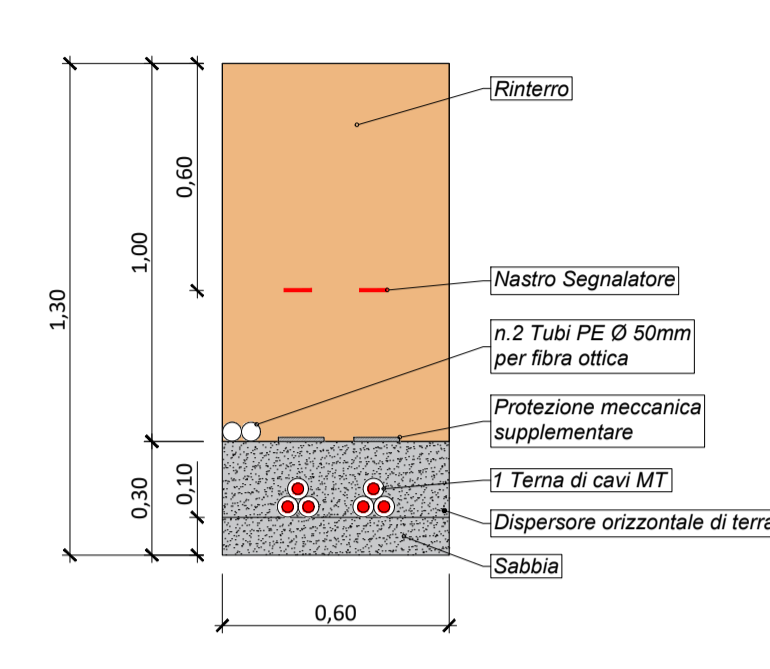 Rinterro
0,60
1,00
Nastro Segnalatore
1,30
n.2 Tubi PE Ø 50mm
per fibra ottica
Protezione meccanica
supplementare
1 Terna di cavi MT
0,30
0,10
Dispersore orizzontale di terra
Sabbia
0,60